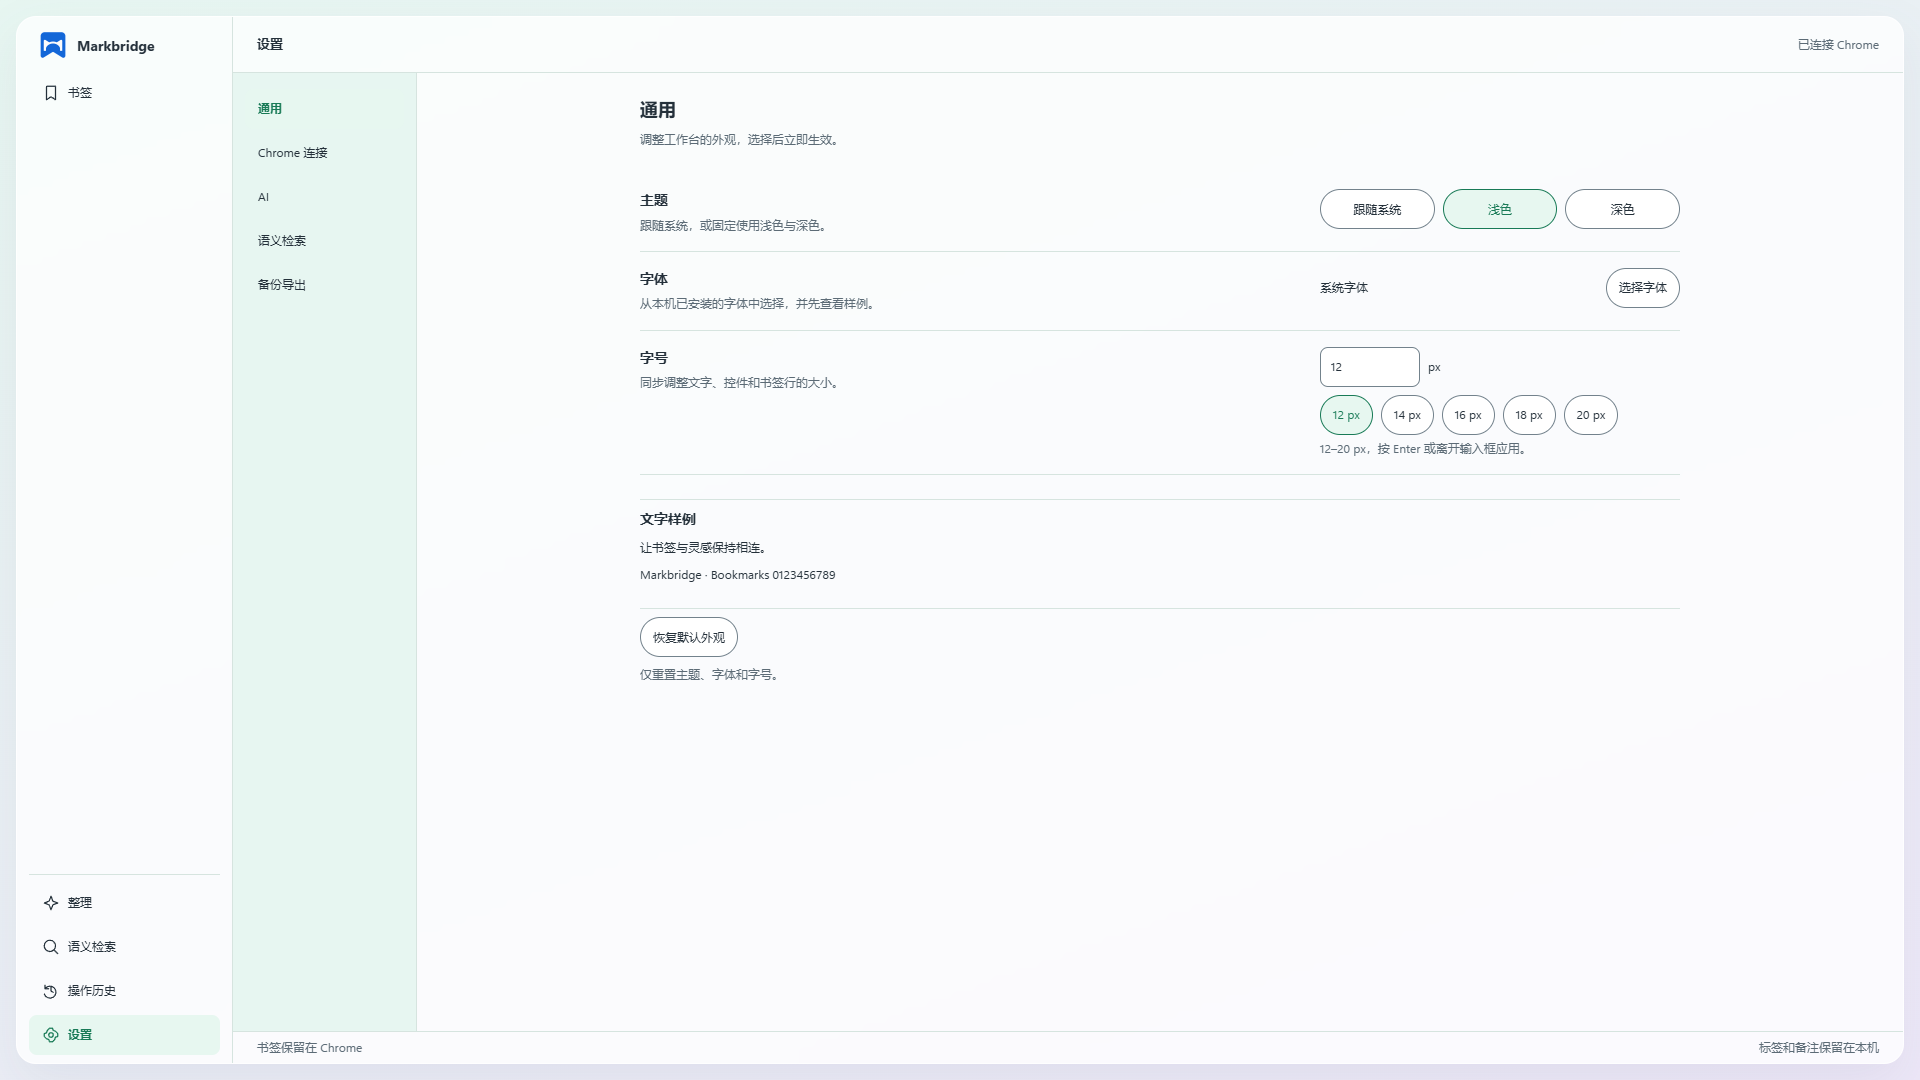 Markbridge
书签
整理
语义检索
操作历史
设置
设置
已连接 Chrome
通用
Chrome 连接
AI
语义检索
备份导出
通用
调整工作台的外观，选择后立即生效。
主题
跟随系统，或固定使用浅色与深色。
跟随系统
浅色
深色
字体
从本机已安装的字体中选择，并先查看样例。
系统字体
选择字体
字号
同步调整文字、控件和书签行的大小。
12
px
12 px
14 px
16 px
18 px
20 px
12–20 px，按 Enter 或离开输入框应用。
文字样例
让书签与灵感保持相连。
Markbridge · Bookmarks 0123456789
恢复默认外观
仅重置主题、字体和字号。
书签保留在 Chrome
标签和备注保留在本机